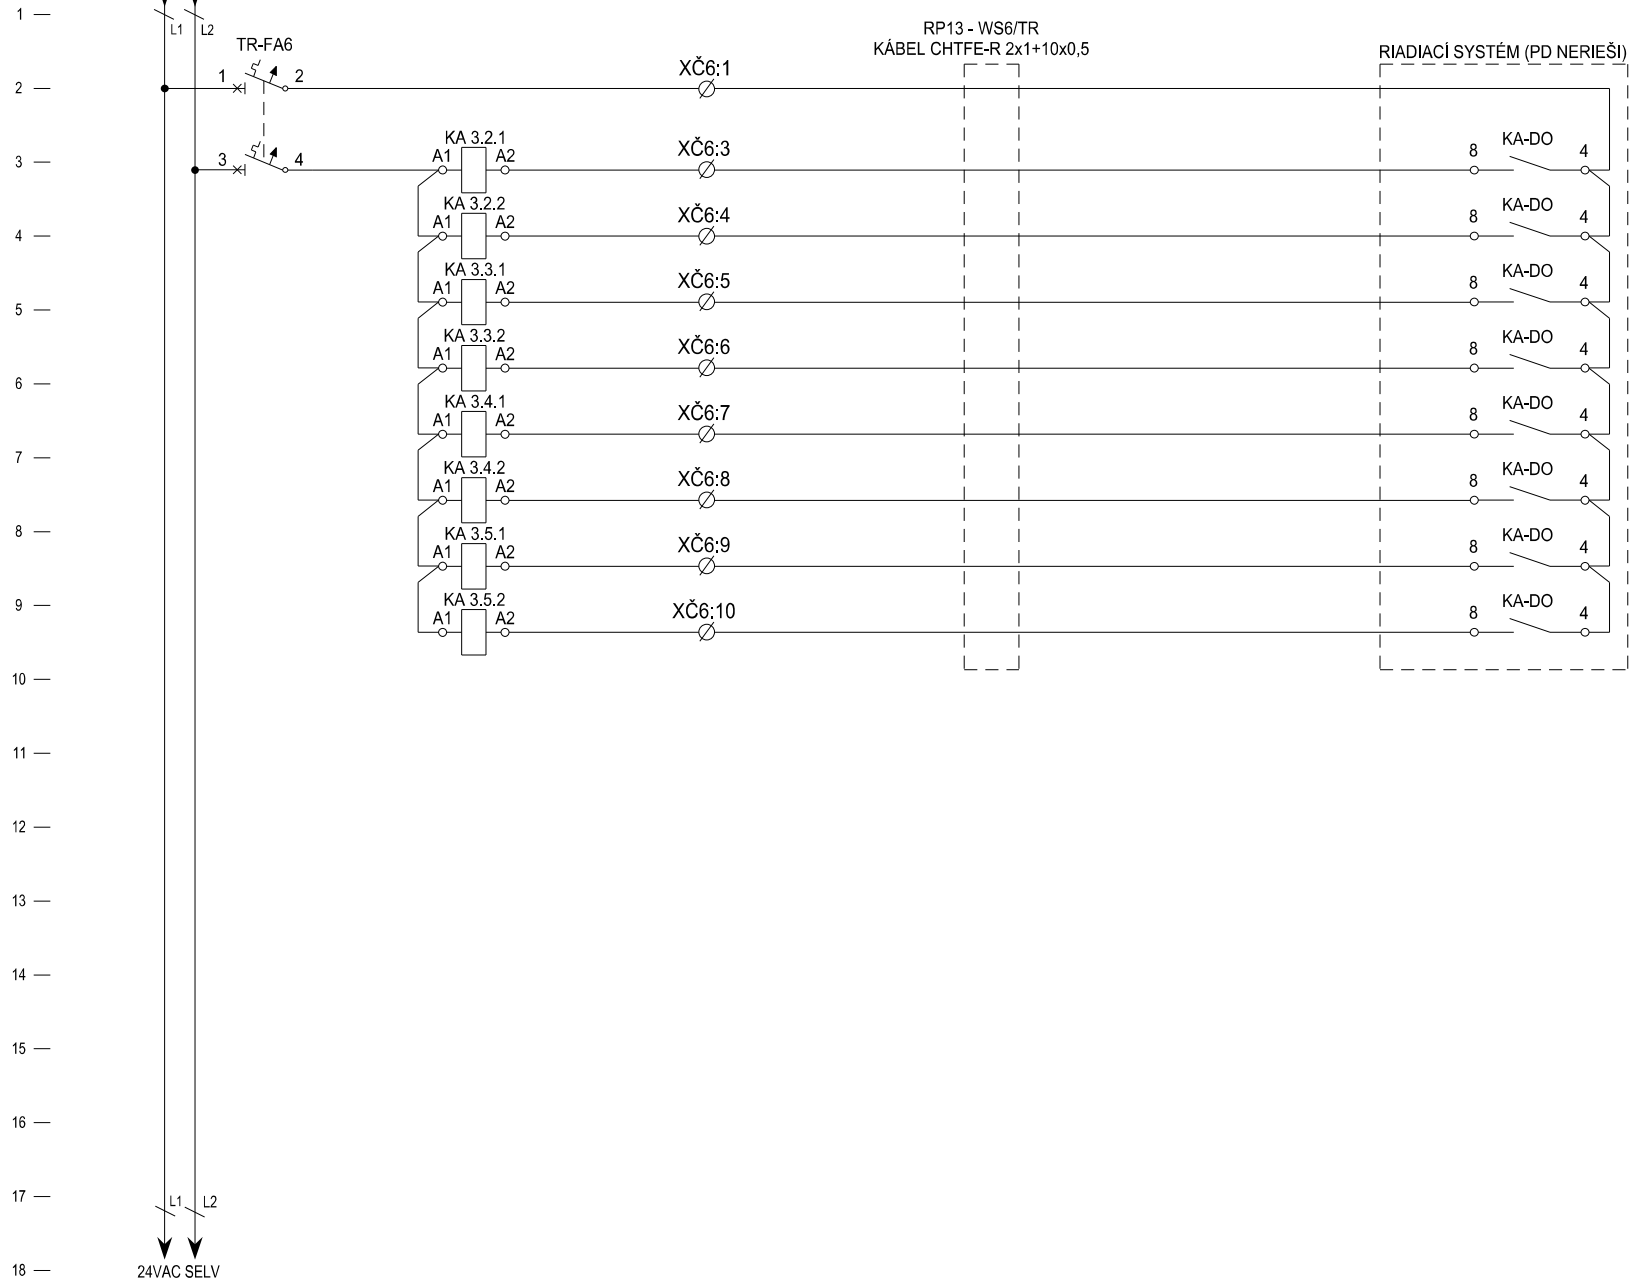 1
L1 L2
RP13 - WS6/TR
KÁBEL CHTFE-R 2x1+10x0,5
RIADIACÍ SYSTÉM (PD NERIEŠI)
TR-FA6
2
1 2
XČ6:1
3
3 4
KA 3.2.1
A1 A2
XČ6:3
8 KA-DO 4
KA 3.2.2
4
A1 A2
XČ6:4
8 KA-DO 4
KA 3.3.1
A1 A2
XČ6:5
8 KA-DO 4
5
KA 3.3.2
A1 A2
XČ6:6
8 KA-DO 4
6
KA 3.4.1
A1 A2
XČ6:7
8 KA-DO 4
7
KA 3.4.2
A1 A2
XČ6:8
8 KA-DO 4
8
KA 3.5.1
A1 A2
XČ6:9
8 KA-DO 4
9
KA 3.5.2
A1 A2
XČ6:10
8 KA-DO 4
10
11
12
13
14
15
16
17
L1 L2
18
24VAC SELV